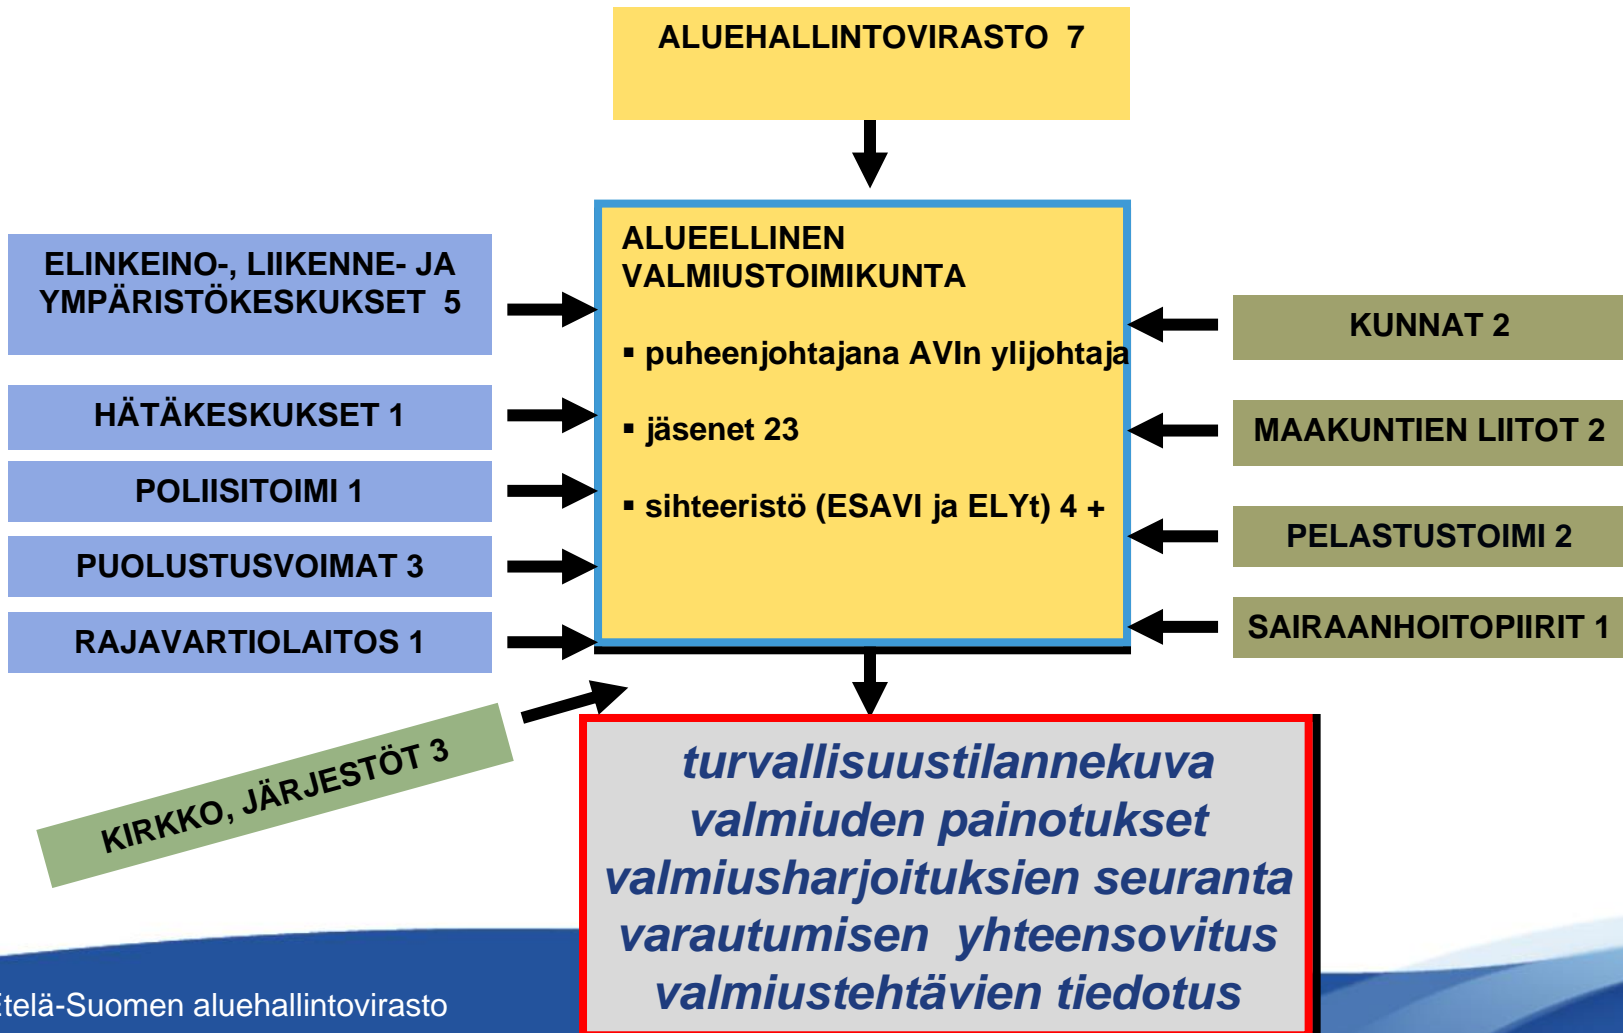 ALUEHALLINTOVIRASTO 7
ELINKEINO-, LIIKENNE- JA
YMPÄRISTÖKESKUKSET 5
HÄTÄKESKUKSET 1
POLIISITOIMI 1
PUOLUSTUSVOIMAT 3
RAJAVARTIOLAITOS 1
KIRKKO, JÄRJESTÖT 3
ALUEELLINEN
VALMIUSTOIMIKUNTA
▪ puheenjohtajana AVIn ylijohtaja
▪ jäsenet 23
▪ sihteeristö (ESAVI ja ELYt) 4 +
KUNNAT 2
MAAKUNTIEN LIITOT 2
PELASTUSTOIMI 2
SAIRAANHOITOPIIRIT 1
turvallisuustilannekuva
valmiuden painotukset
valmiusharjoituksien seuranta
varautumisen yhteensovitus
valmiustehtävien tiedotus
Etelä-Suomen aluehallintovirasto